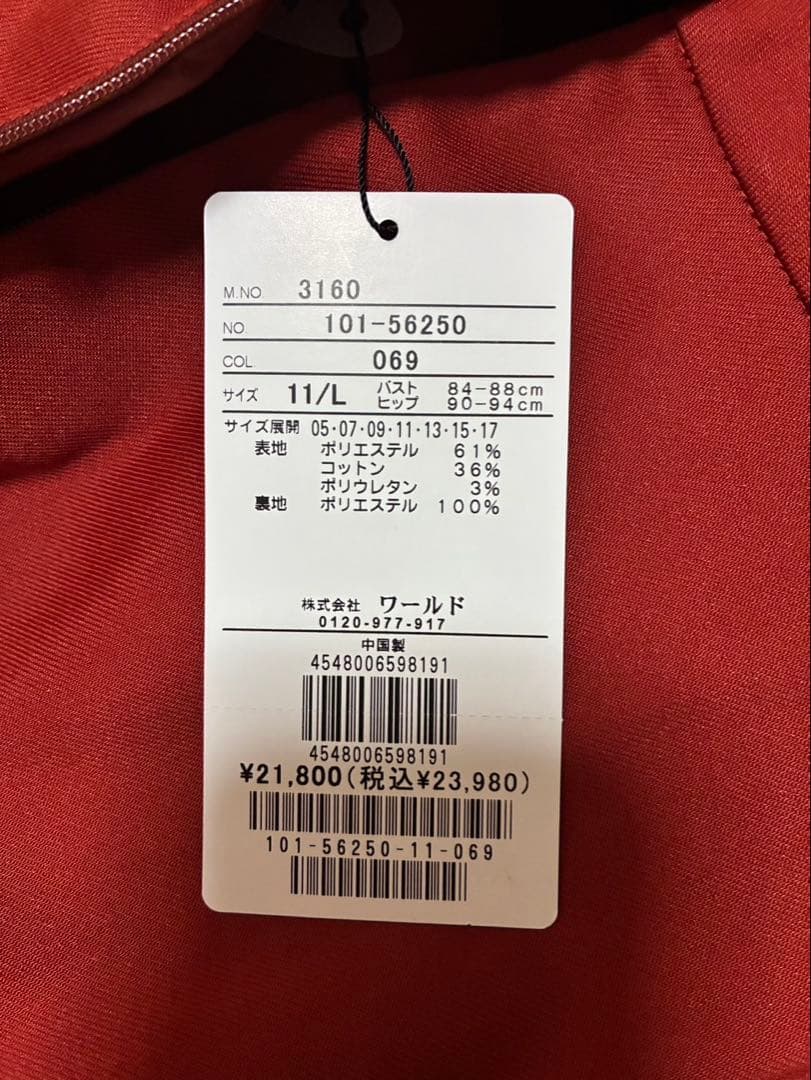 M.NO. 3160
NO. 101-56250
COL 069
サイズ 11/L バスト 84-88cm
ヒップ 90-94cm
サイズ展開 05・07・09・11・13・15・17
表地 ポリエステル 61%
コットン 36%
ポリウレタン 3%
裏地 ポリエステル 100%
株式会社 ワールド
0120-977-917
中国製
4548006598191
4548006598191
¥21,800(税込¥23,980)
101-56250-11-069